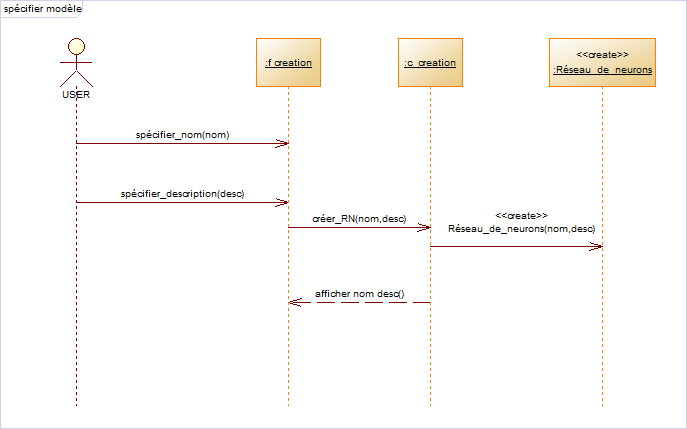 spécifier modèle
USER
:f creation
:c_creation
<<create>>
:Réseau_de_neurons
spécifier_nom(nom)
spécifier_description(desc)
créer_RN(nom,desc)
<<create>>
Réseau_de_neurons(nom,desc)
afficher nom desc()